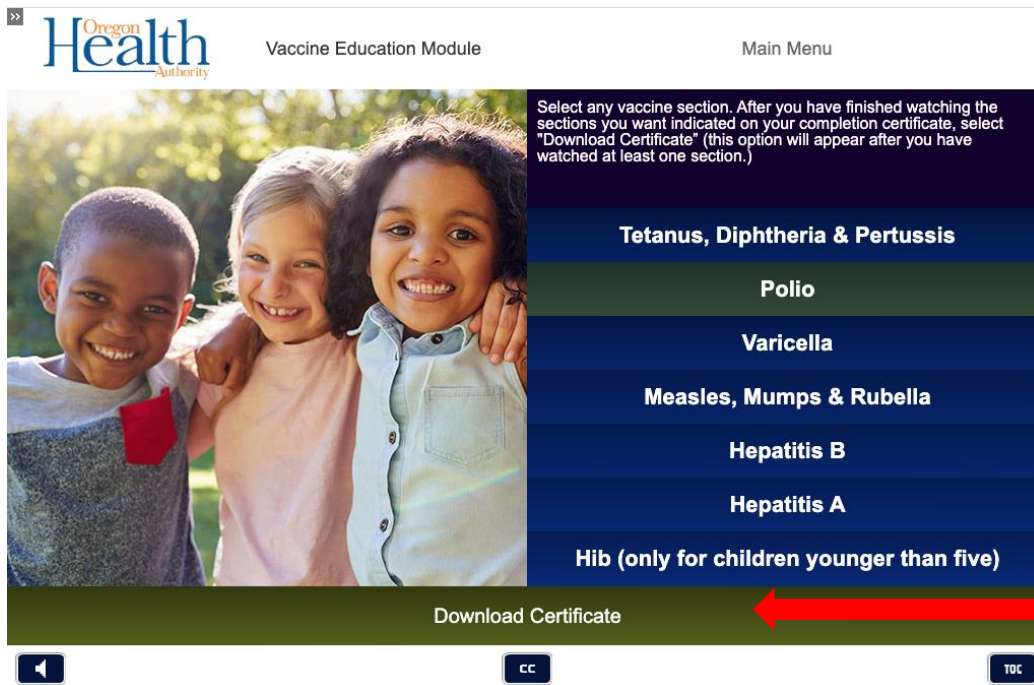 >>
Oregon
Health
Authority
Vaccine Education Module
Main Menu
Select any vaccine section. After you have finished watching the
sections you want indicated on your completion certificate, select
"Download Certificate" (this option will appear after you have
watched at least one section.)
Tetanus, Diphtheria & Pertussis
Polio
Varicella
Measles, Mumps & Rubella
Hepatitis B
Hepatitis A
Hib (only for children younger than five)
Download Certificate
CC
TOC